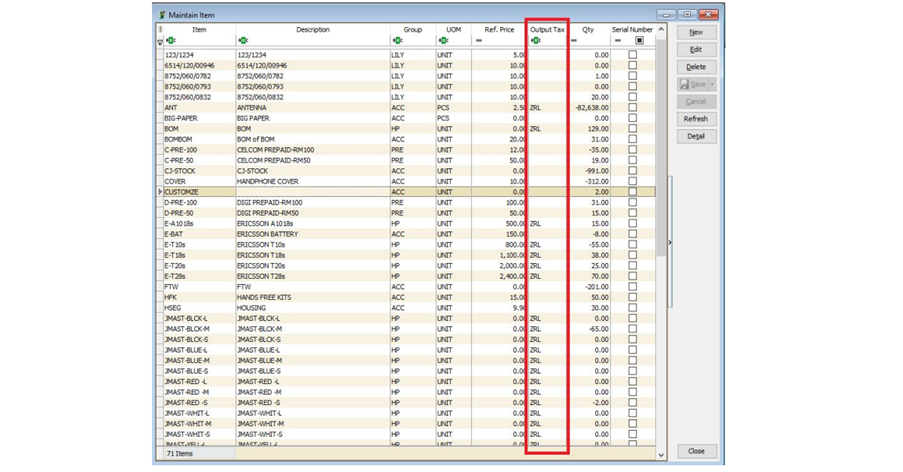 Maintain Item
Item Description Group UOM Ref. Price Output Tax Qty Serial Number
123/1234 123/1234 LILY UNIT 5.00 0.00
6514/120/00946 6514/120/00946 LILY UNIT 10.00 0.00
8752/060/0782 8752/060/0782 LILY UNIT 10.00 1.00
8752/060/0793 8752/060/0793 LILY UNIT 10.00 0.00
8752/060/0832 8752/060/0832 LILY UNIT 10.00 20.00
ANT ANTENNA ACC PCS 2.50 ZRL -82,638.00
BIG-PAPER BIG PAPER ACC PCS 0.00 0.00
BOM BOM HP UNIT 0.00 ZRL 129.00
BOMBOM BOM of BOM ACC UNIT 20.00 31.00
C-PRE-100 CELCOM PREPAID-RM100 PRE UNIT 12.00 -35.00
C-PRE-50 CELCOM PREPAID-RM50 PRE UNIT 50.00 19.00
CJ-STOCK CJ-STOCK ACC UNIT 0.00 -991.00
COVER HANDPHONE COVER ACC UNIT 10.00 -312.00
CUSTOMZE ACC UNIT 0.00 2.00
D-PRE-100 DIGI PREPAID-RM100 PRE UNIT 100.00 31.00
D-PRE-50 DIGI PREPAID-RM50 PRE UNIT 50.00 15.00
E-A1018s ERICSSON A1018s HP UNIT 500.00 ZRL 15.00
E-BAT ERICSSON BATTERY ACC UNIT 150.00 -8.00
E-T10s ERICSSON T10s HP UNIT 800.00 ZRL -55.00
E-T18s ERICSSON T18s HP UNIT 1,100.00 ZRL 38.00
E-T20s ERICSSON T20s HP UNIT 2,000.00 ZRL 25.00
E-T28s ERICSSON T28s HP UNIT 2,400.00 ZRL 70.00
FTW FTW ACC UNIT 0.00 -201.00
HFK HANDS FREE KITS ACC UNIT 15.00 50.00
HSEG HOUSING ACC UNIT 9.90 30.00
JMAST-BLCK-L JMAST-BLCK-L HP UNIT 0.00 ZRL 0.00
JMAST-BLCK-M JMAST-BLCK-M HP UNIT 0.00 ZRL -65.00
JMAST-BLCK-S JMAST-BLCK-S HP UNIT 0.00 ZRL 0.00
JMAST-BLUE-L JMAST-BLUE-L HP UNIT 0.00 ZRL 0.00
JMAST-BLUE-M JMAST-BLUE-M HP UNIT 0.00 ZRL 0.00
JMAST-BLUE-S JMAST-BLUE-S HP UNIT 0.00 ZRL 0.00
JMAST-RED -L JMAST-RED -L HP UNIT 0.00 ZRL 0.00
JMAST-RED -M JMAST-RED -M HP UNIT 0.00 ZRL 0.00
JMAST-RED -S JMAST-RED -S HP UNIT 0.00 ZRL -2.00
JMAST-WHIT-L JMAST-WHIT-L HP UNIT 0.00 ZRL 0.00
JMAST-WHIT-M JMAST-WHIT-M HP UNIT 0.00 ZRL 0.00
JMAST-WHIT-S JMAST-WHIT-S HP UNIT 0.00 ZRL 0.00
JMAST-YELL-L JMAST-YELL-L HP UNIT 0.00 ZRL 0.00
71 Items
New
Edit
Delete
Save
Cancel
Refresh
Detail
Close